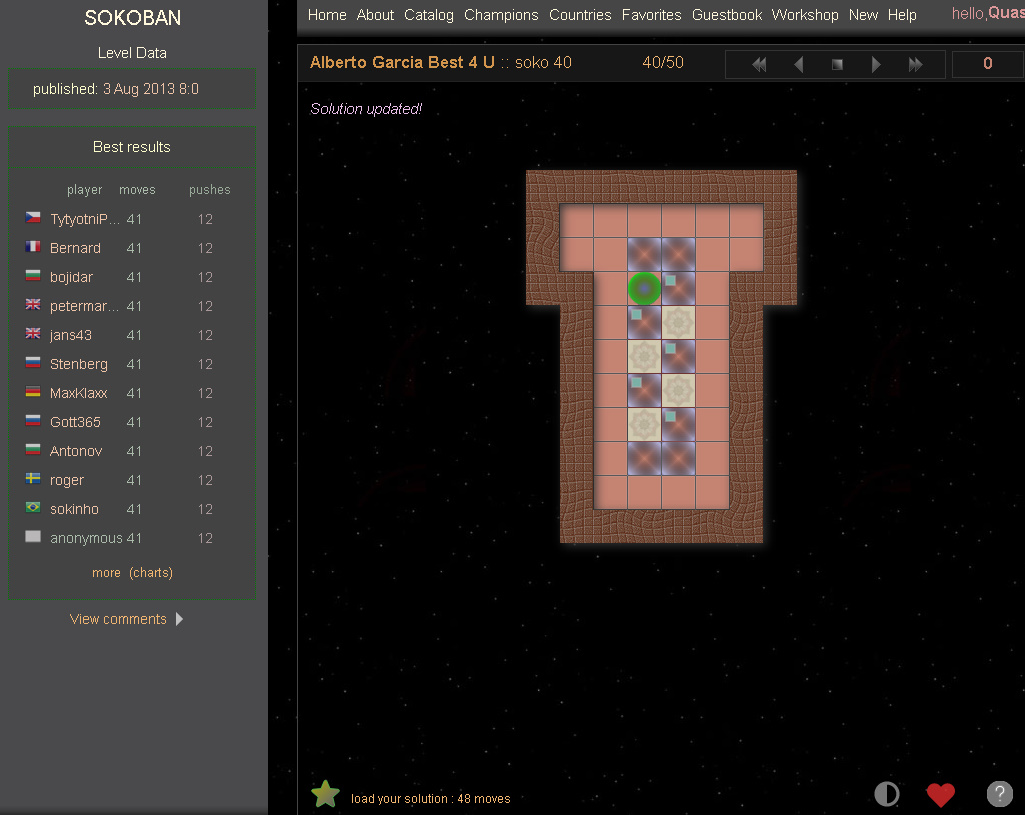 SOKOBAN
Level Data
published: 3 Aug 2013 8:0
Best results
player moves pushes
TytyotniP... 41 12
Bernard 41 12
bojidar 41 12
petermar... 41 12
jans43 41 12
Stenberg 41 12
MaxKlaxx 41 12
Gott365 41 12
Antonov 41 12
roger 41 12
sokinho 41 12
anonymous 41 12
more (charts)
View comments
Home About Catalog Champions Countries Favorites Guestbook Workshop New Help hello,Quas
Alberto Garcia Best 4 U :: soko 40 40/50 0
Solution updated!
load your solution : 48 moves
?